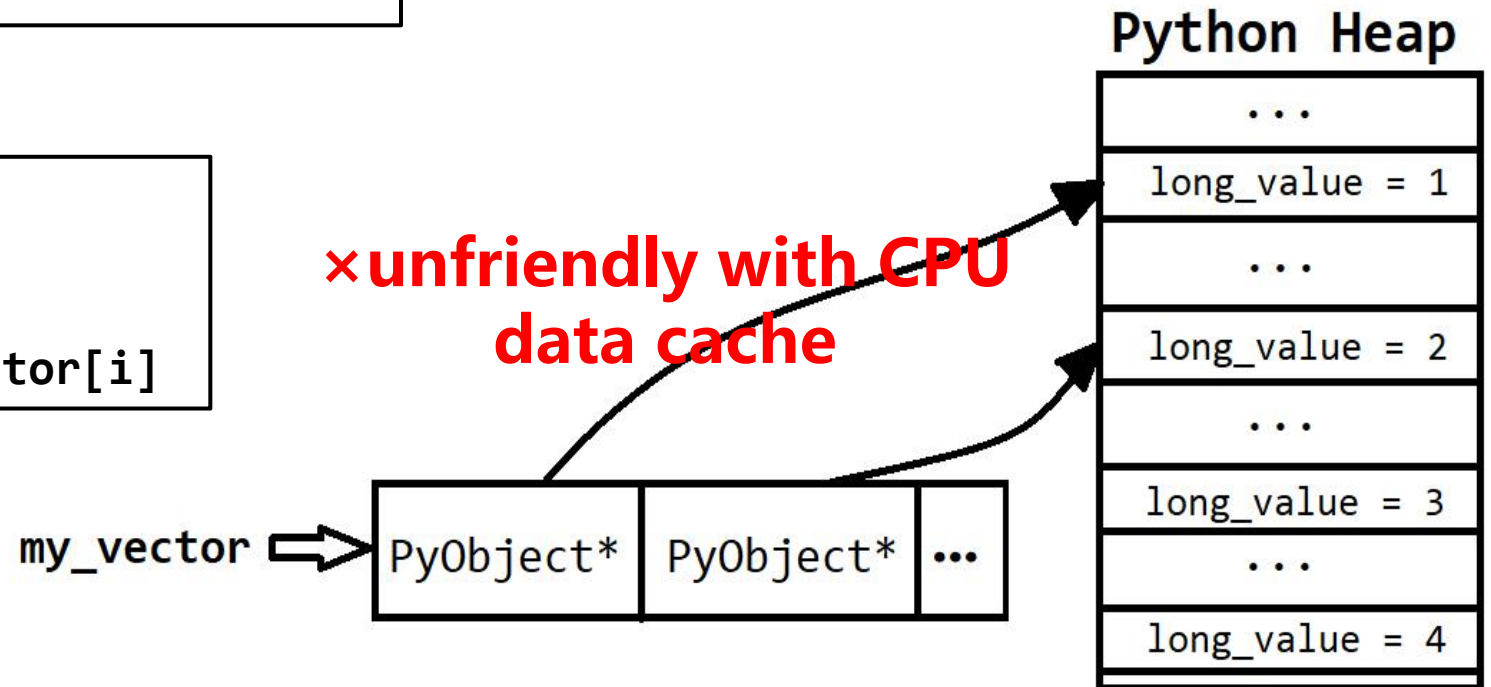 Python Heap
...
long_value = 1
×unfriendly with CPU
data cache
...
tor[i]
long_value = 2
...
long_value = 3
my_vector
PyObject* PyObject* ...
...
long_value = 4